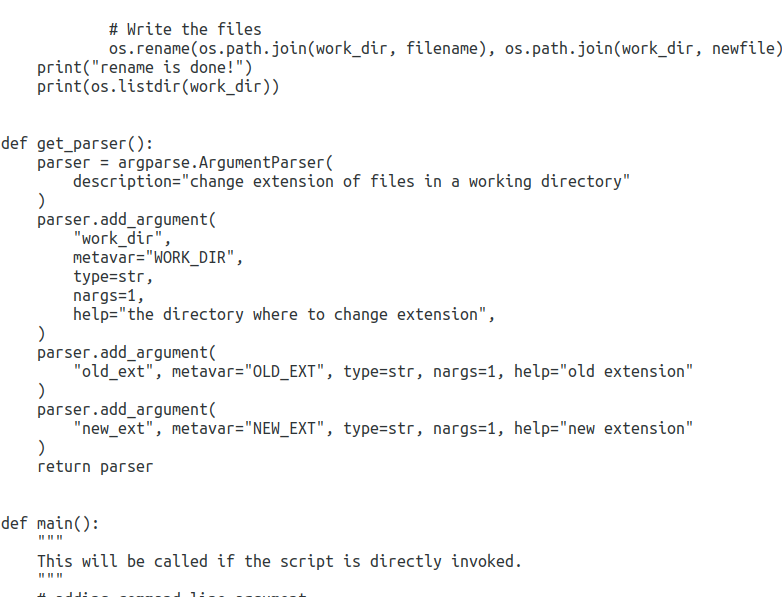 # Write the files
            os.rename(os.path.join(work_dir, filename), os.path.join(work_dir, newfile)
    print("rename is done!")
    print(os.listdir(work_dir))
def get_parser():
    parser = argparse.ArgumentParser(
        description="change extension of files in a working directory"
    )
    parser.add_argument(
        "work_dir",
        metavar="WORK_DIR",
        type=str,
        nargs=1,
        help="the directory where to change extension",
    )
    parser.add_argument(
        "old_ext", metavar="OLD_EXT", type=str, nargs=1, help="old extension"
    )
    parser.add_argument(
        "new_ext", metavar="NEW_EXT", type=str, nargs=1, help="new extension"
    )
    return parser
def main():
    """
    This will be called if the script is directly invoked.
    """
    # adding command line argument